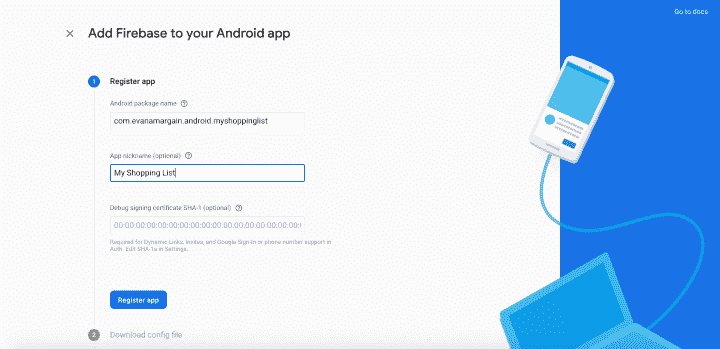 Go to docs
Add Firebase to your Android app
1 Register app
Android package name
com.evanamargain.android.myshoppinglist
App nickname (optional)
My Shopping List
Debug signing certificate SHA-1 (optional)
00:00:00:00:00:00:00:00:00:00:00:00:00:00:00:00:00:00:0
Required for Dynamic Links, Invites, and Google Sign-In or phone number support in
Auth. Edit SHA-1s in Settings.
Register app
2 Download config file